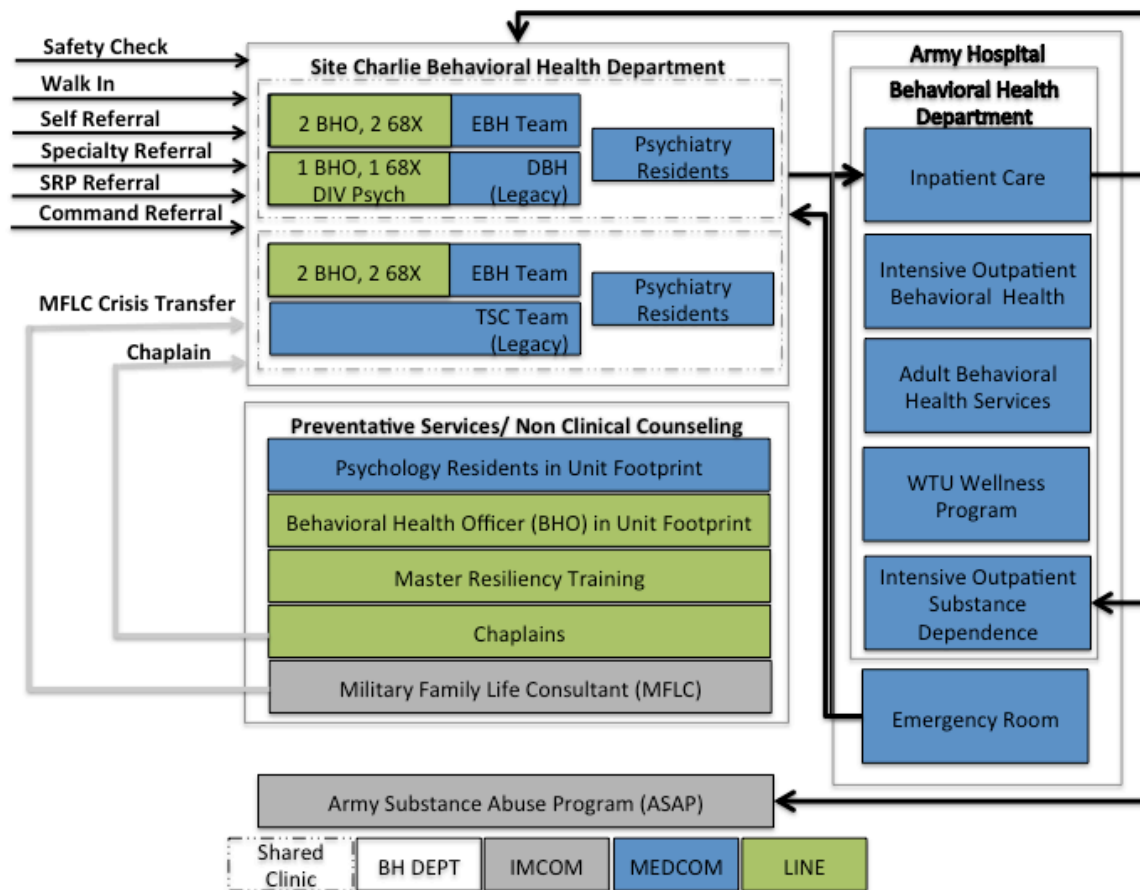 Safety Check
Walk In
Self Referral
Specialty Referral
SRP Referral
Command Referral
MFLC Crisis Transfer
Chaplain
Site Charlie Behavioral Health Department
2 BHO, 2 68X
EBH Team
1 BHO, 1 68X
DIV Psych
DBH
(Legacy)
Psychiatry
Residents
2 BHO, 2 68X
EBH Team
TSC Team
(Legacy)
Psychiatry
Residents
Preventative Services/ Non Clinical Counseling
Psychology Residents in Unit Footprint
Behavioral Health Officer (BHO) in Unit Footprint
Master Resiliency Training
Chaplains
Military Family Life Consultant (MFLC)
Army Substance Abuse Program (ASAP)
Army Hospital
Behavioral Health
Department
Inpatient Care
Intensive Outpatient
Behavioral Health
Adult Behavioral
Health Services
WTU Wellness
Program
Intensive Outpatient
Substance
Dependence
Emergency Room
Shared
Clinic
BH DEPT
IMCOM
MEDCOM
LINE